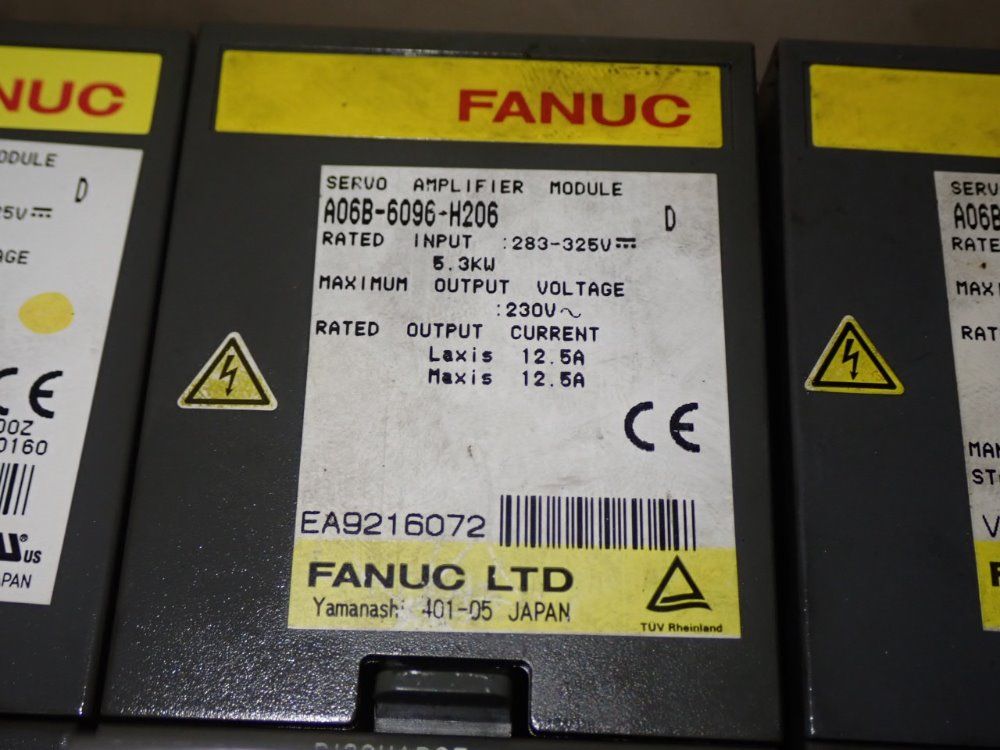 NUC
ODULE
D
25V⎓
AGE
CE
00Z
0160
US
JAPAN
FANUC
SERVO AMPLIFIER MODULE
A06B-6096-H206 D
RATED INPUT :283-325V⎓
5.3KW
MAXIMUM OUTPUT VOLTAGE
:230V～
RATED OUTPUT CURRENT
Laxis 12.5A
Maxis 12.5A
CE
EA9216072
FANUC LTD
Yamanashi 401-05 JAPAN
TÜV Rheinland
SERV
A06B
RATE
MAXI
RAT
MAN
ST
V
F